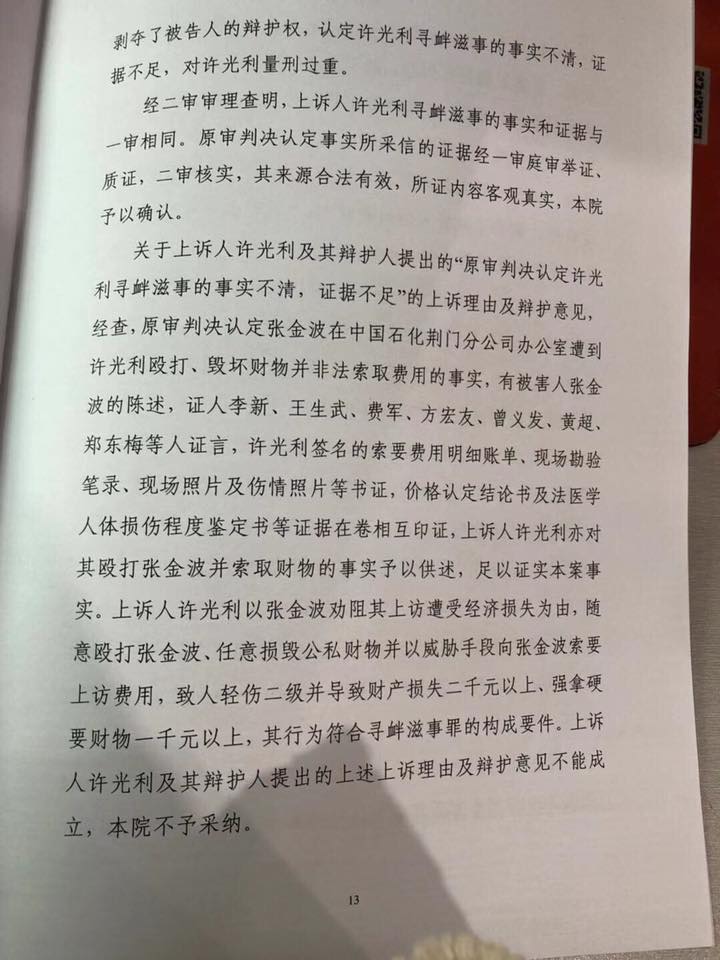 剥夺了被告人的辩护权，认定许光利寻衅滋事的事实不清，证
据不足，对许光利量刑过重。
经二审审理查明，上诉人许光利寻衅滋事的事实和证据与
一审相同。原审判决认定事实所采信的证据经一审庭审举证、
质证，二审核实，其来源合法有效，所证内容客观真实，本院
予以确认。
关于上诉人许光利及其辩护人提出的“原审判决认定许光
利寻衅滋事的事实不清，证据不足”的上诉理由及辩护意见，
经查，原审判决认定张金波在中国石化荆门分公司办公室遭到
许光利殴打、毁坏财物并非法索取费用的事实，有被害人张金
波的陈述，证人李新、王生武、费军、方宏友、曾义发、黄超、
郑东梅等人证言，许光利签名的索要费用明细账单、现场勘验
笔录、现场照片及伤情照片等书证，价格认定结论书及法医学
人体损伤程度鉴定书等证据在卷相互印证，上诉人许光利亦对
其殴打张金波并索取财物的事实予以供述，足以证实本案事
实。上诉人许光利以张金波劝阻其上访遭受经济损失为由，随
意殴打张金波、任意损毁公私财物并以威胁手段向张金波索要
上访费用，致人轻伤二级并导致财产损失二千元以上、强拿硬
要财物一千元以上，其行为符合寻衅滋事罪的构成要件。上诉
人许光利及其辩护人提出的上述上诉理由及辩护意见不能成
立，本院不予采纳。
13